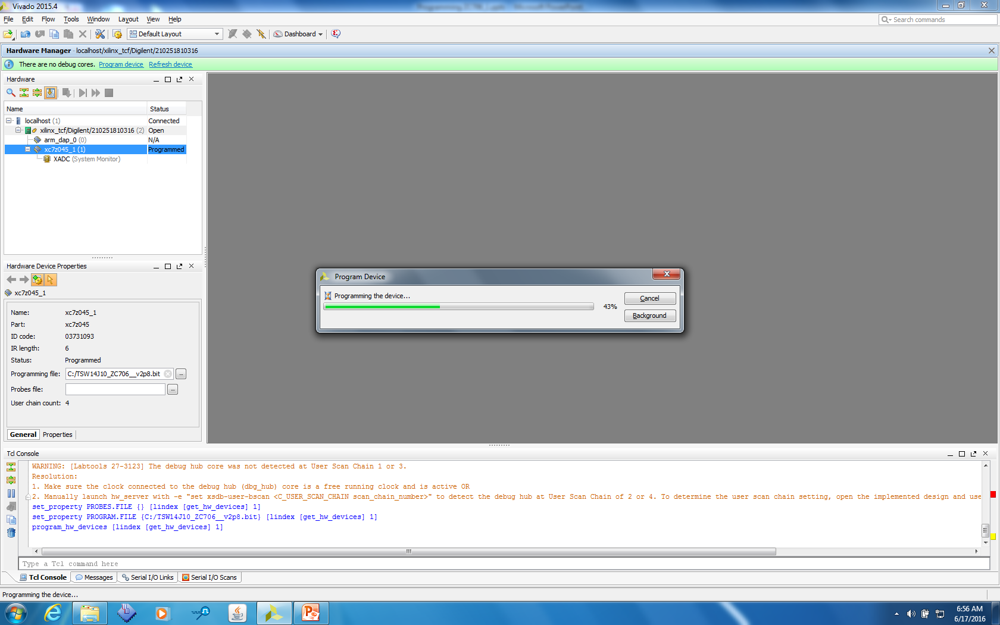 Vivado 2015.4
File Edit Flow Tools Window Layout View Help
Search commands
Default Layout
Dashboard
Hardware Manager - localhost/xilinx_tcf/Digilent/210251810316
There are no debug cores. Program device Refresh device
Hardware
Name Status
localhost (1) Connected
xilinx_tcf/Digilent/210251810316 (2) Open
arm_dap_0 (0) N/A
xc7z045_1 (1) Programmed
XADC (System Monitor)
Hardware Device Properties
xc7z045_1
Name: xc7z045_1
Part: xc7z045
ID code: 03731093
IR length: 6
Status: Programmed
Programming file: C:/TSW14J10_ZC706__v2p8.bit ...
Probes file: ...
User chain count: 4
General Properties
Program Device
Programming the device...
43%
Cancel
Background
Tcl Console
WARNING: [Labtools 27-3123] The debug hub core was not detected at User Scan Chain 1 or 3.
Resolution:
1. Make sure the clock connected to the debug hub (dbg_hub) core is a free running clock and is active OR
2. Manually launch hw_server with -e "set xsdb-user-bscan <C_USER_SCAN_CHAIN scan_chain_number>" to detect the debug hub at User Scan Chain of 2 or 4. To determine the user scan chain setting, open the implemented design and use
set_property PROBES.FILE {} [lindex [get_hw_devices] 1]
set_property PROGRAM.FILE {C:/TSW14J10_ZC706__v2p8.bit} [lindex [get_hw_devices] 1]
program_hw_devices [lindex [get_hw_devices] 1]
Type a Tcl command here
Tcl Console Messages Serial I/O Links Serial I/O Scans
Programming the device...
6:56 AM
6/17/2016